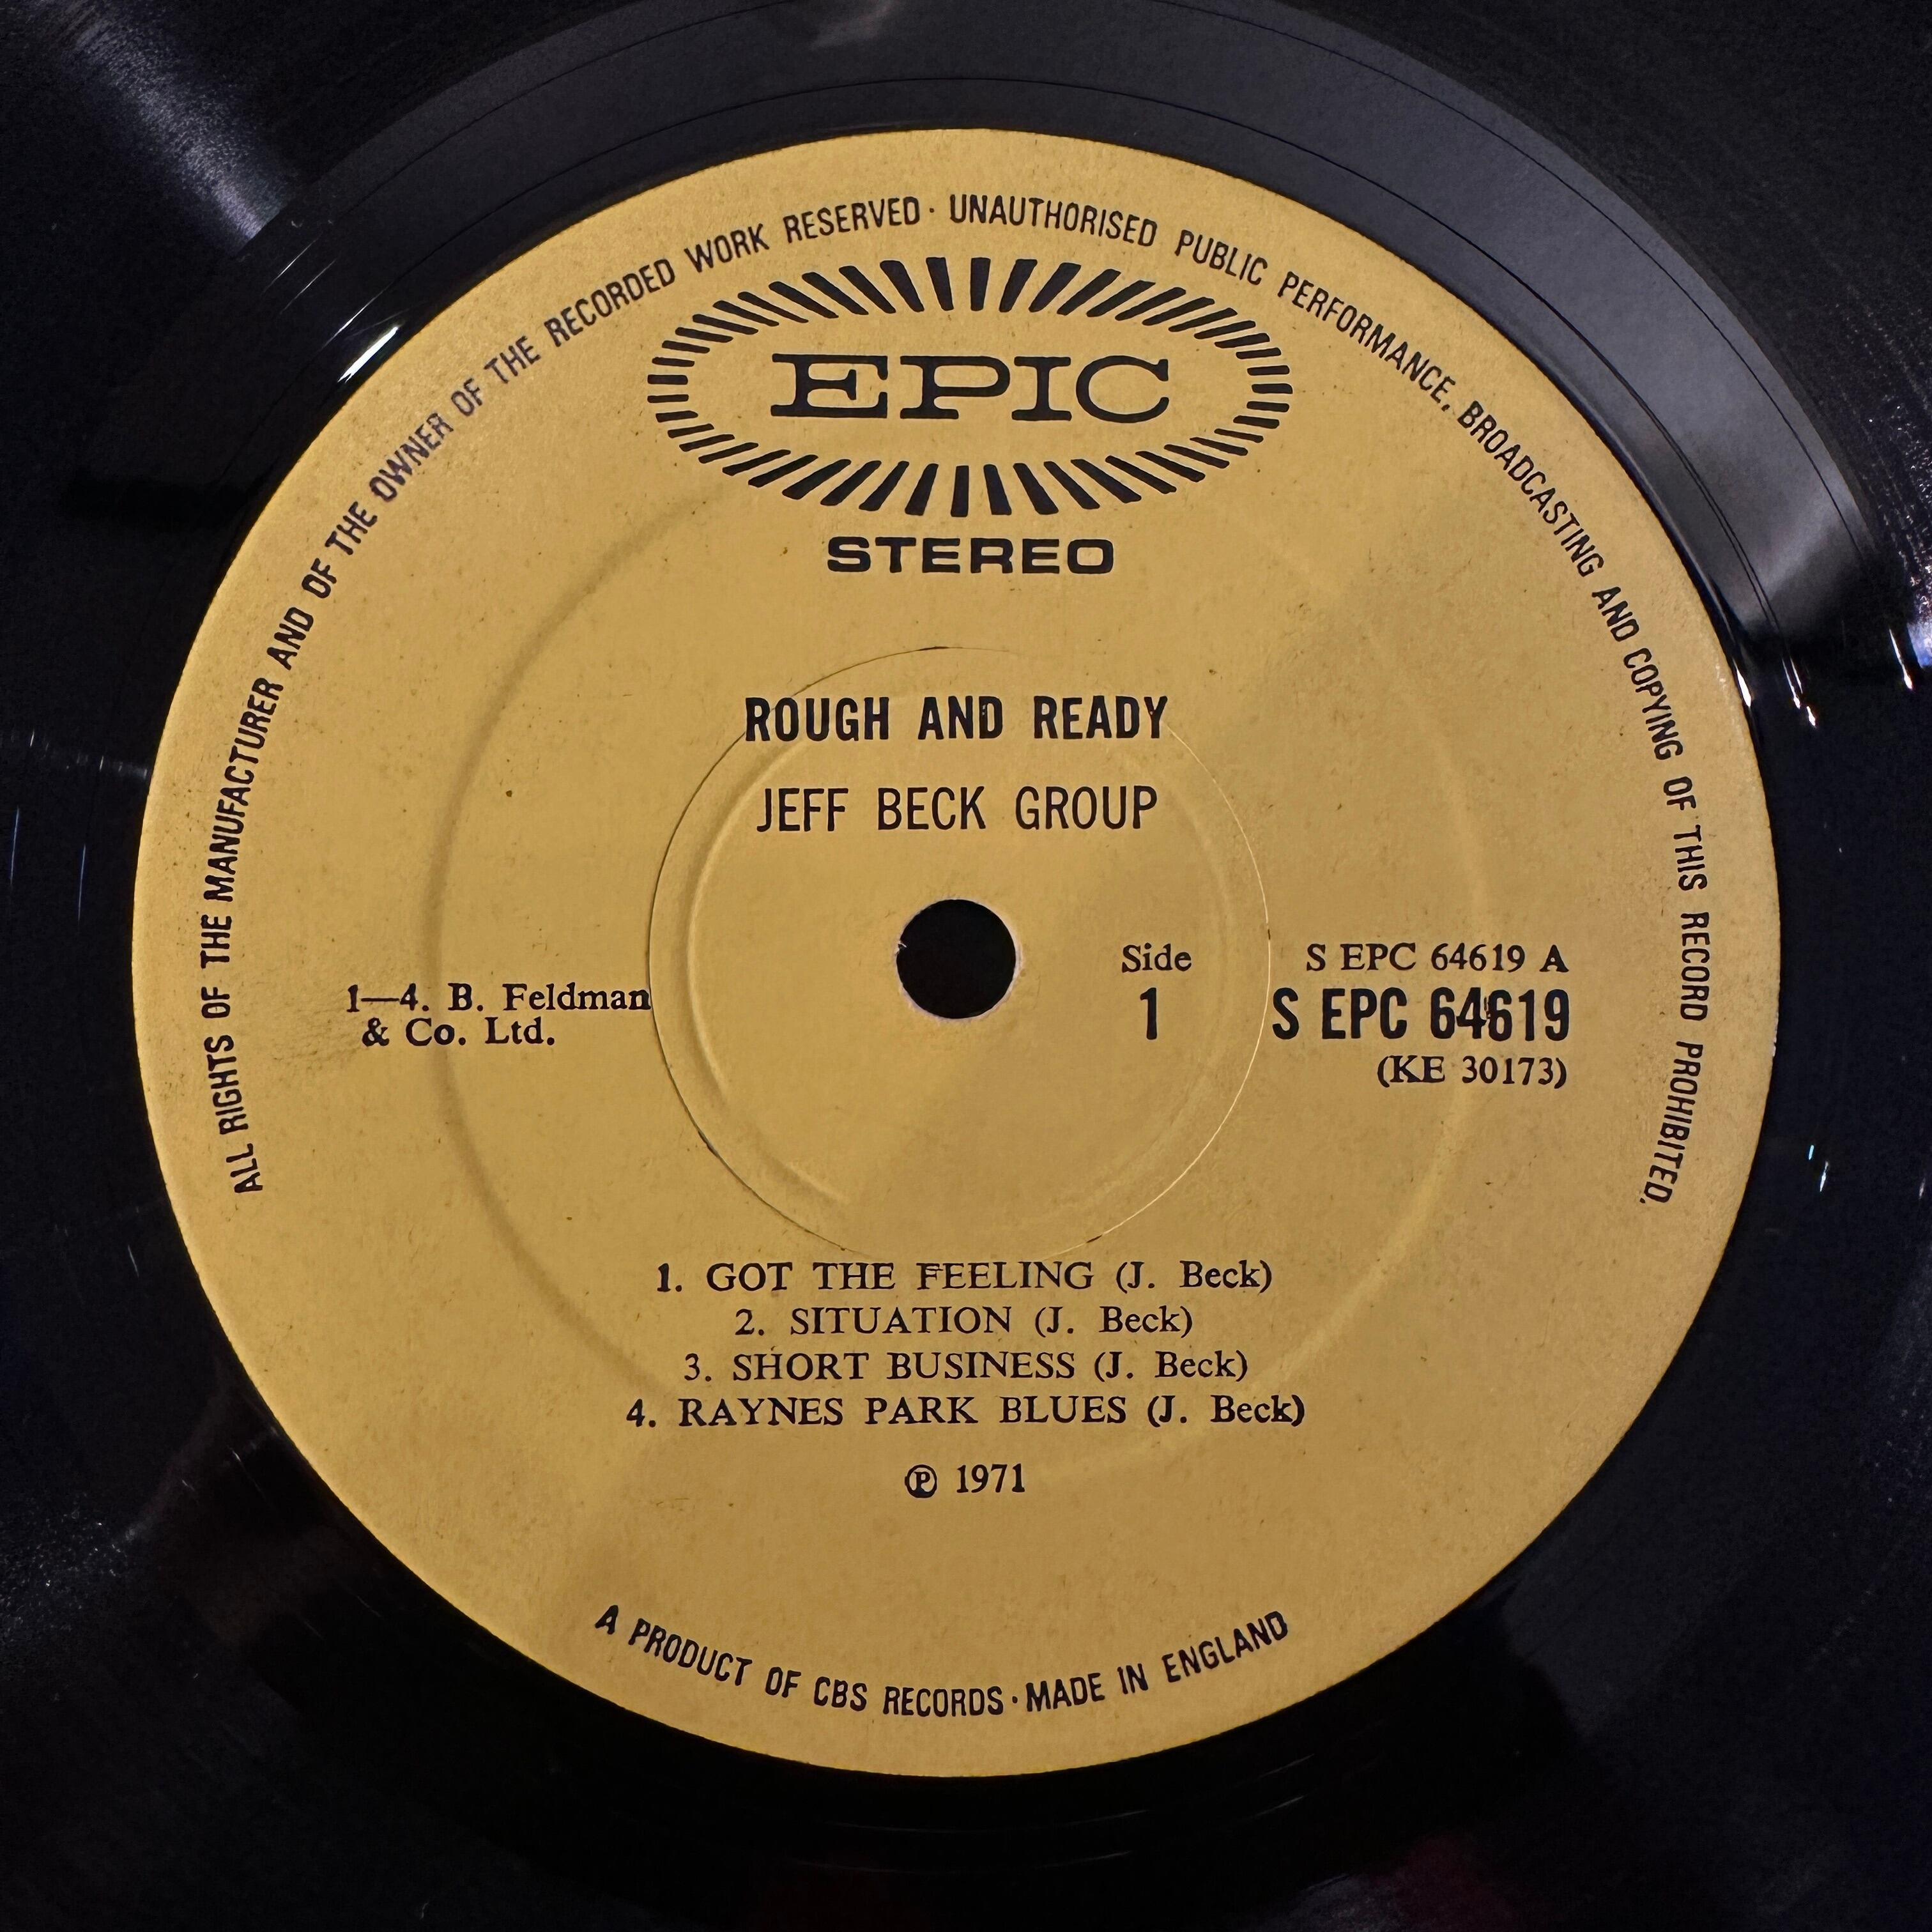 ALL RIGHTS OF THE MANUFACTURER AND OF THE OWNER OF THE RECORDED WORK RESERVED · UNAUTHORISED PUBLIC PERFORMANCE, BROADCASTING AND COPYING OF THIS RECORD PROHIBITED.
EPIC
STEREO
ROUGH AND READY
JEFF BECK GROUP
1—4. B. Feldman
& Co. Ltd.
Side
1
S EPC 64619 A
S EPC 64619
(KE 30173)
1. GOT THE FEELING (J. Beck)
2. SITUATION (J. Beck)
3. SHORT BUSINESS (J. Beck)
4. RAYNES PARK BLUES (J. Beck)
℗ 1971
A PRODUCT OF CBS RECORDS · MADE IN ENGLAND